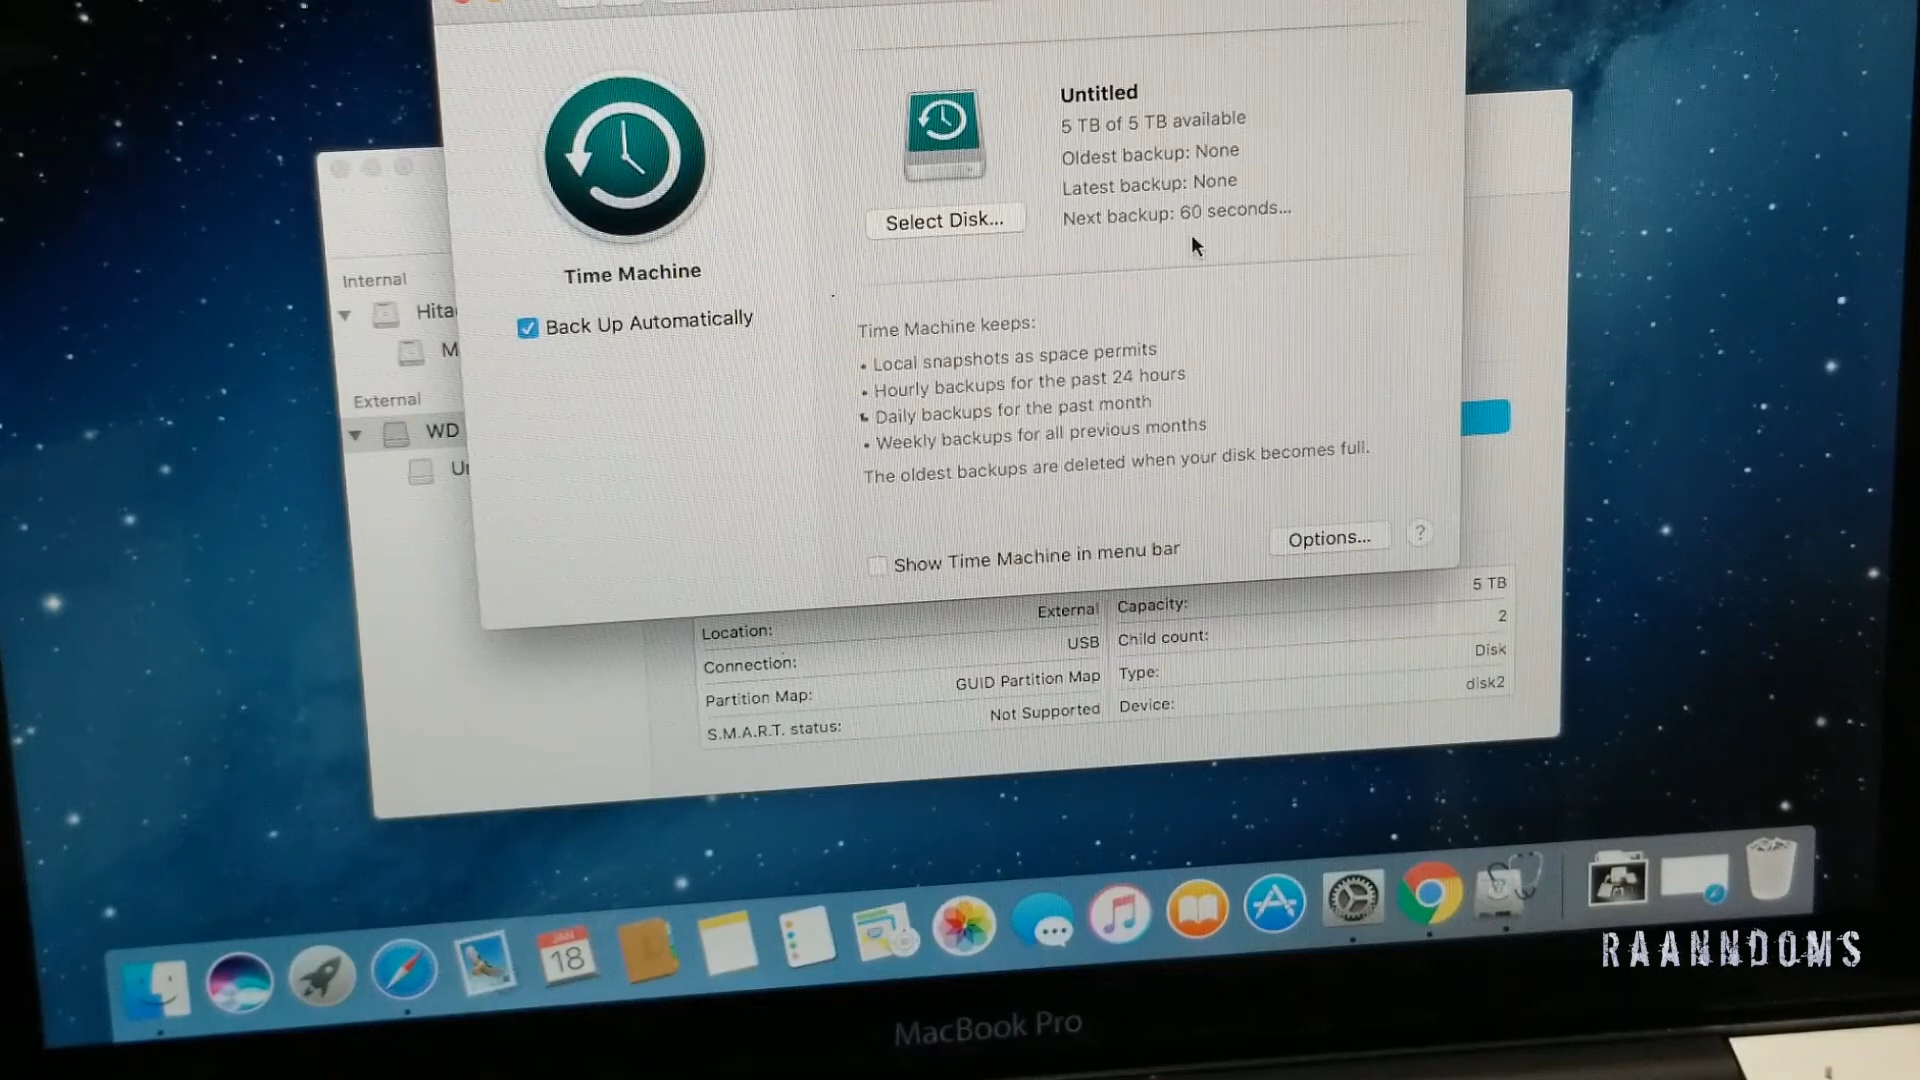 Untitled
5 TB of 5 TB available
Oldest backup: None
Latest backup: None
Next backup: 60 seconds...
Select Disk...
Time Machine
Back Up Automatically
Time Machine keeps:
• Local snapshots as space permits
• Hourly backups for the past 24 hours
• Daily backups for the past month
• Weekly backups for all previous months
The oldest backups are deleted when your disk becomes full.
Show Time Machine in menu bar
Options...
?
Internal
External
WD
Location:
External
Connection:
USB
Partition Map:
GUID Partition Map
S.M.A.R.T. status:
Not Supported
Capacity:
5 TB
Child count:
2
Type:
Disk
Device:
disk2
JAN
18
RAANNDOMS
MacBook Pro